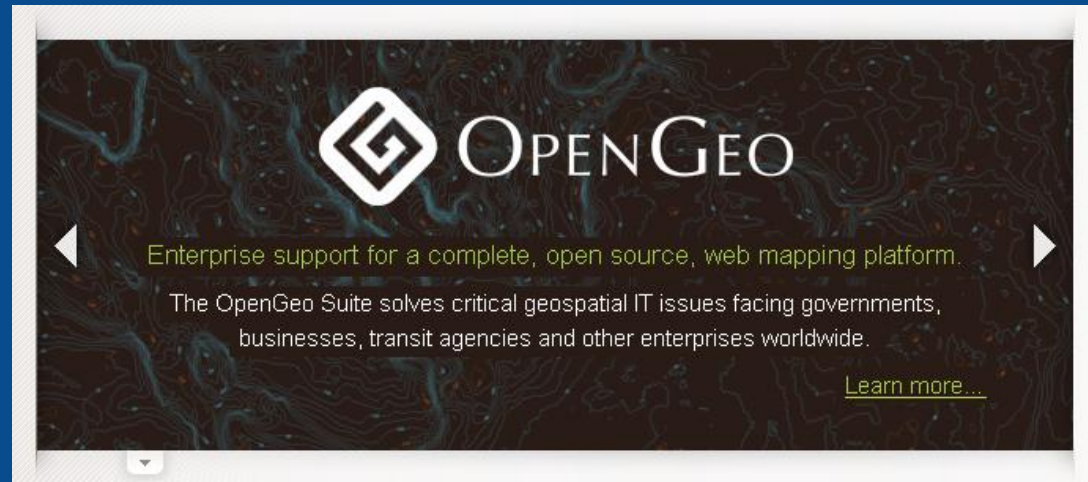 OPENGEO
Enterprise support for a complete, open source, web mapping platform.
The OpenGeo Suite solves critical geospatial IT issues facing governments,
businesses, transit agencies and other enterprises worldwide.
Learn more...